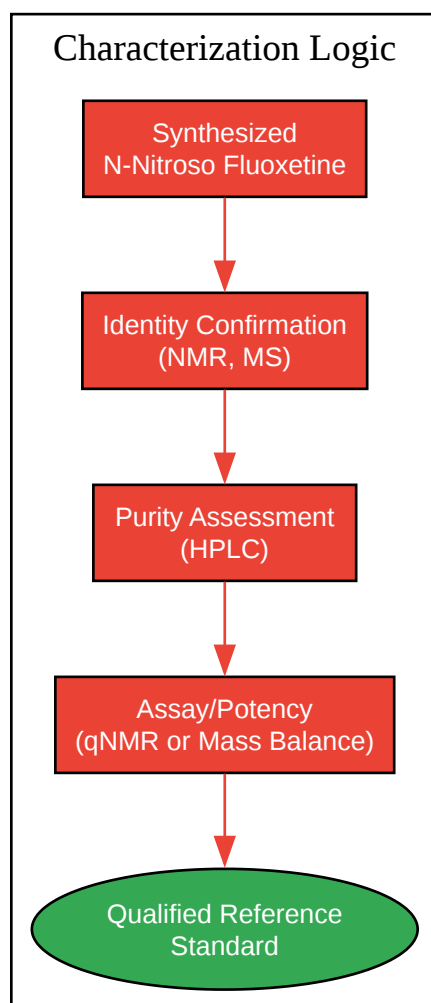 Characterization Logic
Synthesized
N-Nitroso Fluoxetine
Identity Confirmation
(NMR, MS)
Purity Assessment
(HPLC)
Assay/Potency
(qNMR or Mass Balance)
Qualified Reference
Standard